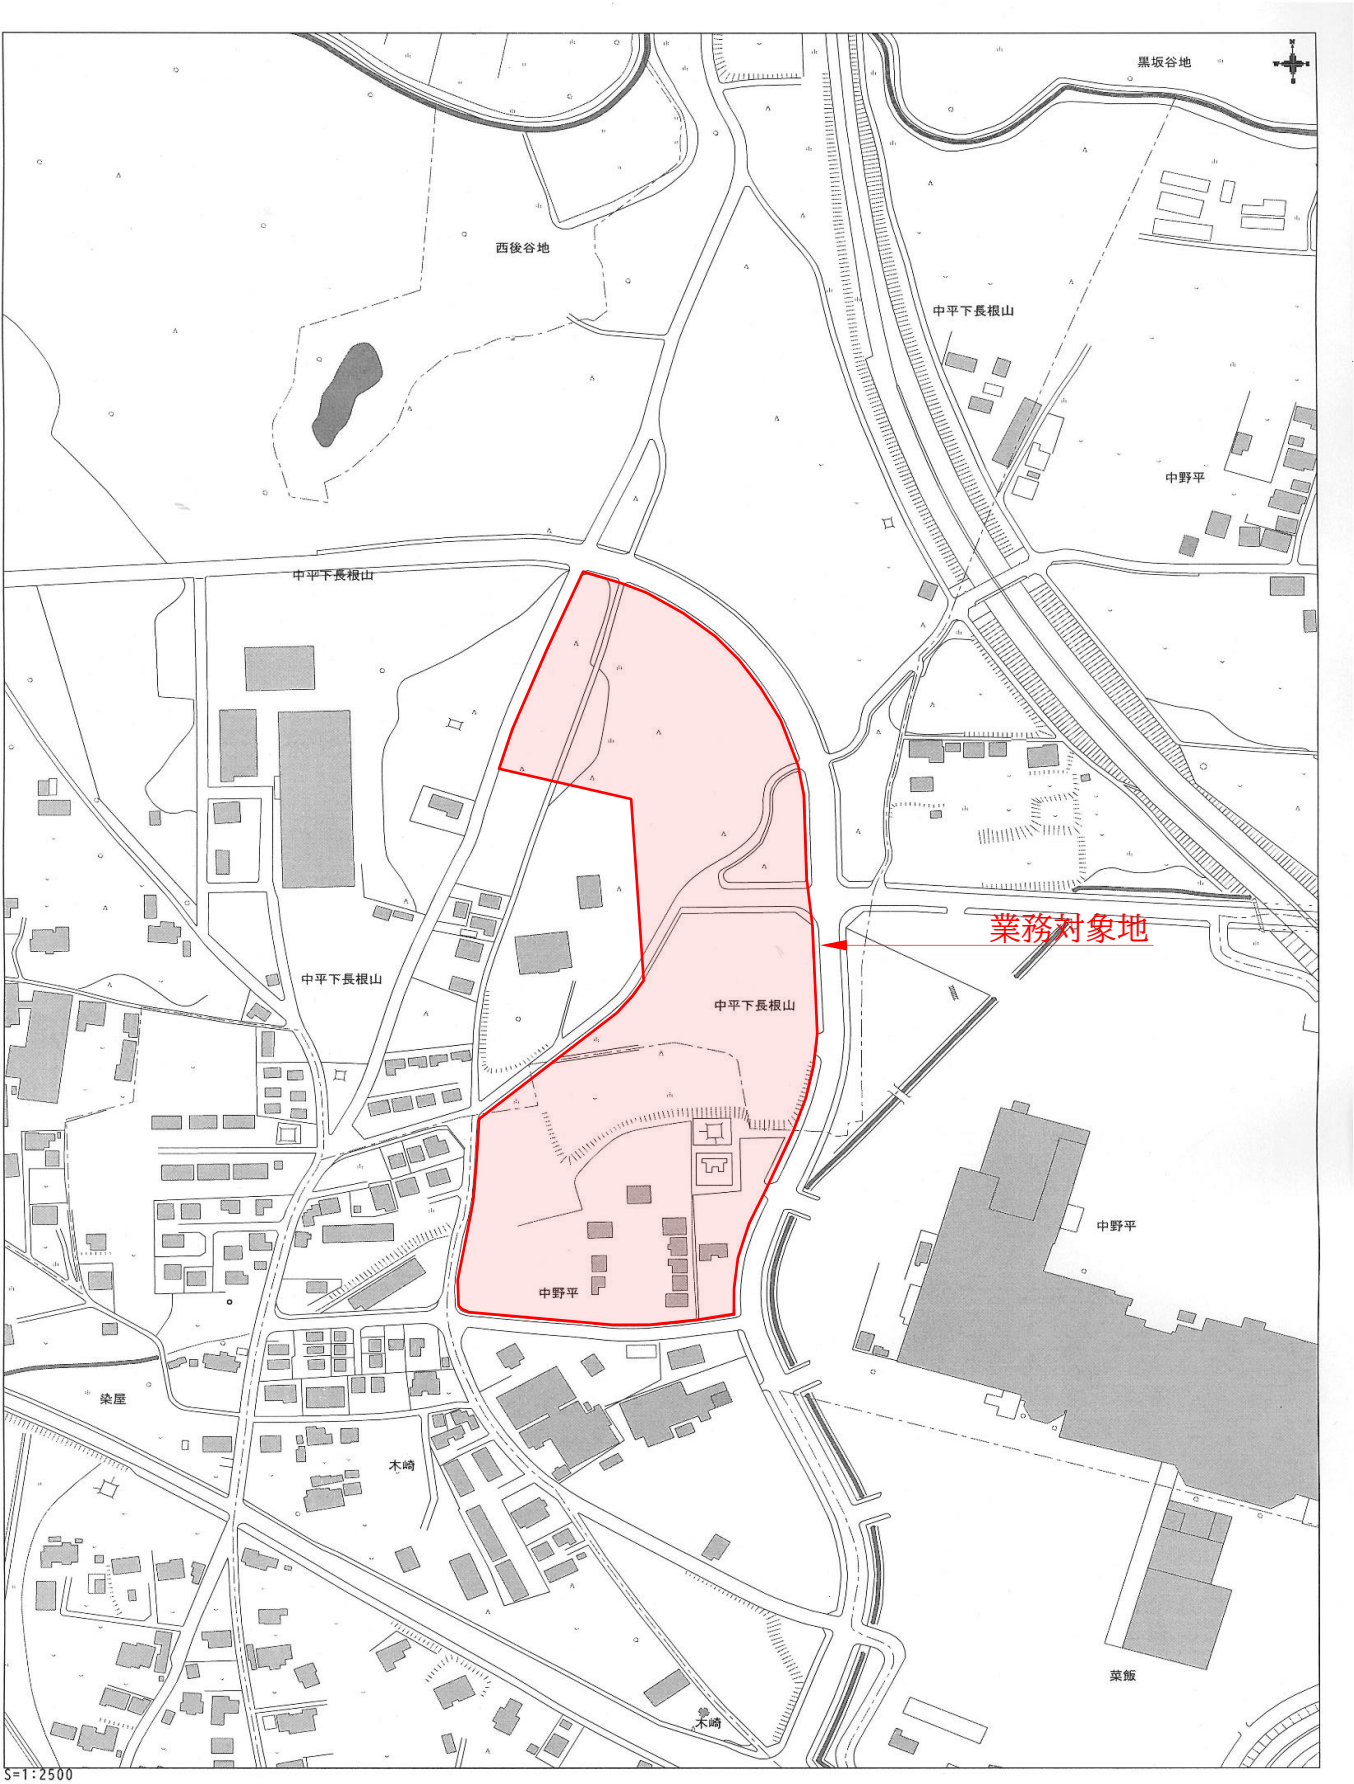 黒坂谷地
N
W E
S
西後谷地
中平下長根山
中野平
中平下長根山
業務対象地
中平下長根山
中平下長根山
中野平
中野平
染屋
木崎
菜飯
木崎
S=1:2500